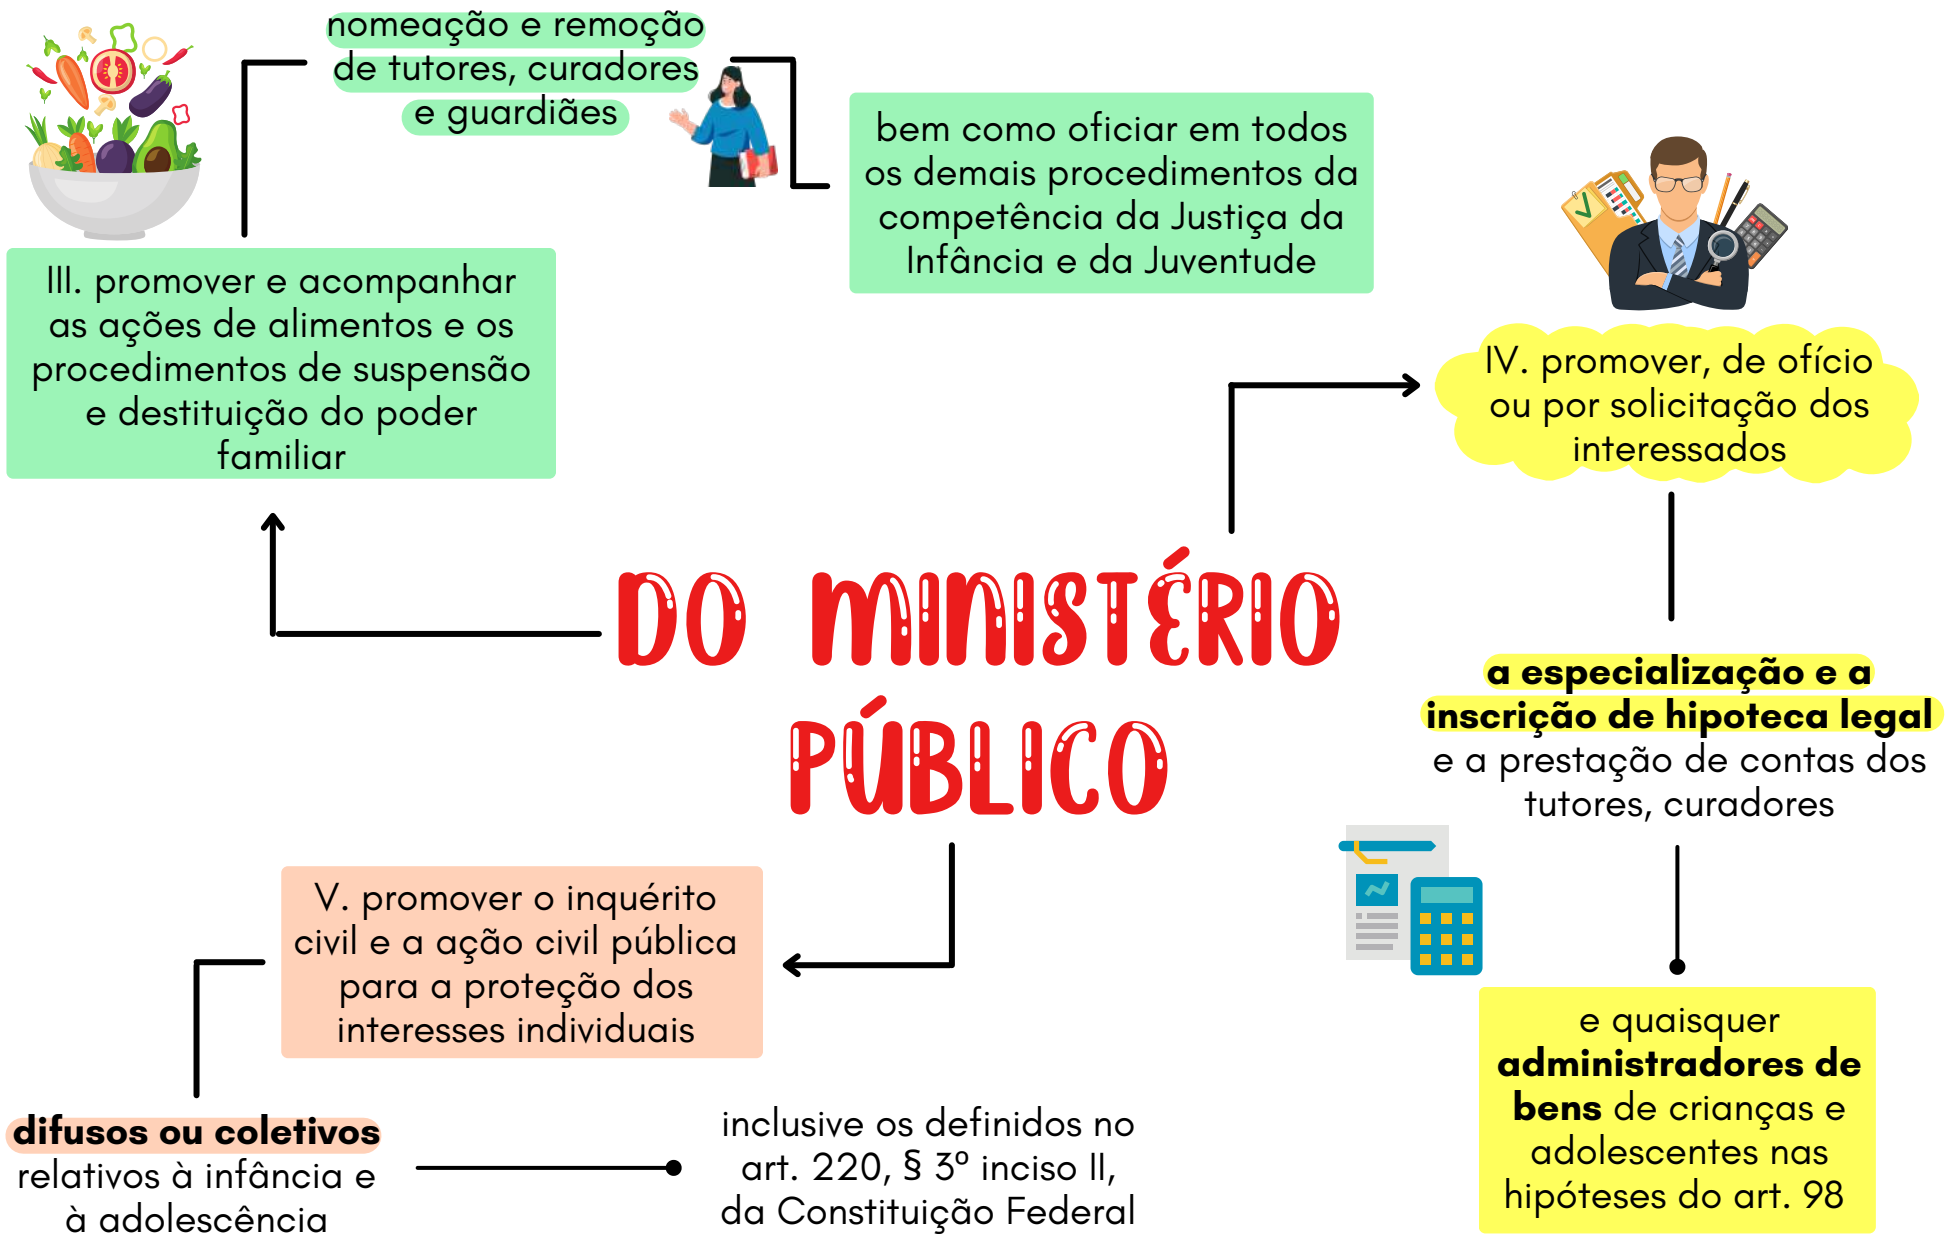 nomeação e remoção
de tutores, curadores
e guardiães
bem como oficiar em todos
os demais procedimentos da
competência da Justiça da
Infância e da Juventude
III. promover e acompanhar
as ações de alimentos e os
procedimentos de suspensão
e destituição do poder
familiar
IV. promover, de ofício
ou por solicitação dos
interessados
DO MINISTÉRIO
PÚBLICO
a especialização e a
inscrição de hipoteca legal
e a prestação de contas dos
tutores, curadores
V. promover o inquérito
civil e a ação civil pública
para a proteção dos
interesses individuais
e quaisquer
administradores de
bens de crianças e
adolescentes nas
hipóteses do art. 98
difusos ou coletivos
relativos à infância e
à adolescência
inclusive os definidos no
art. 220, § 3º inciso II,
da Constituição Federal